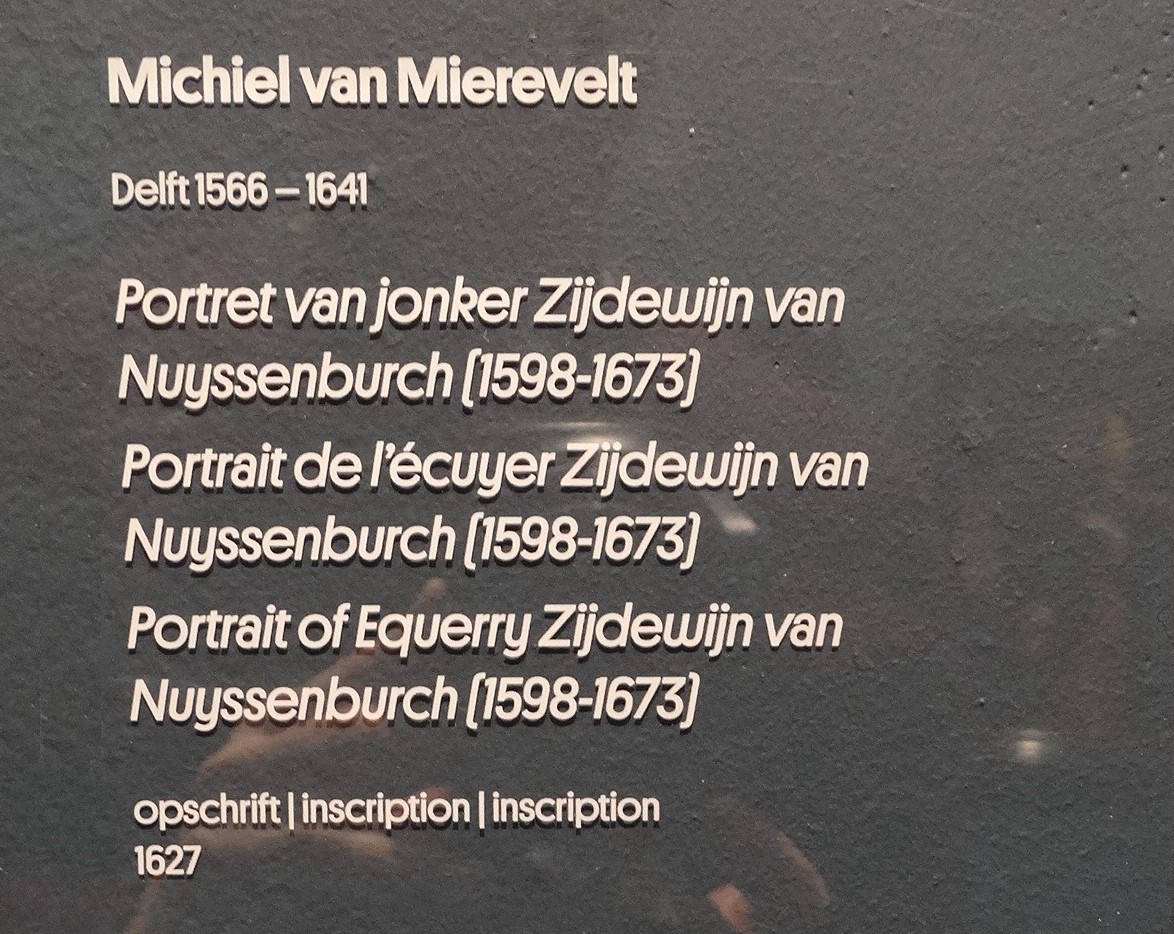 Michiel van Mierevelt
Delft 1566 – 1641
Portret van jonker Zijdewijn van
Nuyssenburch (1598-1673)
Portrait de l'écuyer Zijdewijn van
Nuyssenburch (1598-1673)
Portrait of Equerry Zijdewijn van
Nuyssenburch (1598-1673)
opschrift | inscription | inscription
1627